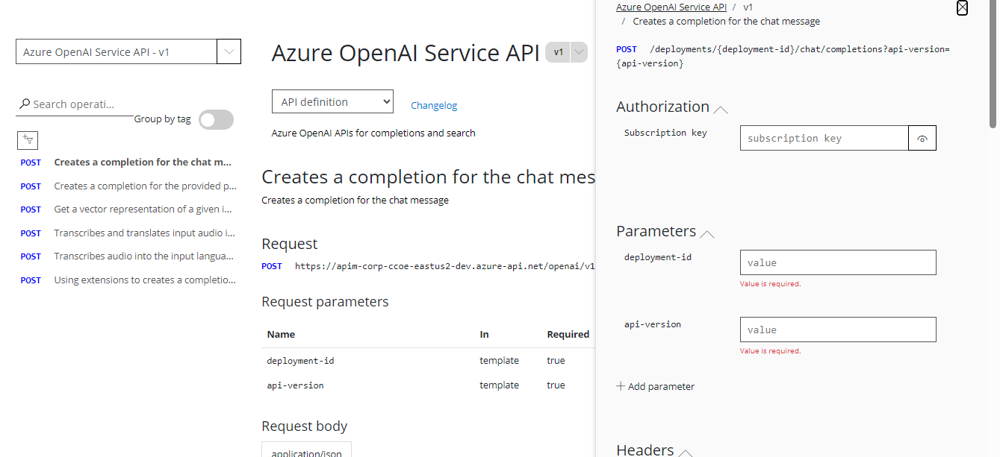 Azure OpenAI Service API - v1
Search operati...
Group by tag
POST Creates a completion for the chat m...
POST Creates a completion for the provided p...
POST Get a vector representation of a given i...
POST Transcribes and translates input audio i...
POST Transcribes audio into the input langua...
POST Using extensions to creates a completio...
Azure OpenAI Service API v1
API definition Changelog
Azure OpenAI APIs for completions and search
Creates a completion for the chat mes
Creates a completion for the chat message
Request
POST https://apim-corp-ccoe-eastus2-dev.azure-api.net/openai/v1
Request parameters
Name In Required
deployment-id template true
api-version template true
Request body
application/json
Azure OpenAI Service API / v1
/ Creates a completion for the chat message
POST /deployments/{deployment-id}/chat/completions?api-version=
{api-version}
Authorization
Subscription key subscription key
Parameters
deployment-id value
Value is required.
api-version value
Value is required.
+ Add parameter
Headers